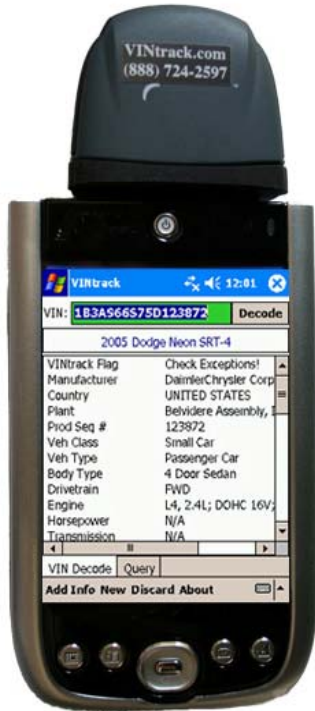 VINtrack.com
(888) 724-2597
VINtrack 12:01
VIN: 1B3AS66S75D123872 Decode
2005 Dodge Neon SRT-4
VINtrack Flag Check Exceptions!
Manufacturer DaimlerChrysler Corp
Country UNITED STATES
Plant Belvidere Assembly, I
Prod Seq # 123872
Veh Class Small Car
Veh Type Passenger Car
Body Type 4 Door Sedan
Drivetrain FWD
Engine L4, 2.4L; DOHC 16V;
Horsepower N/A
Transmission N/A
VIN Decode Query
Add Info New Discard About